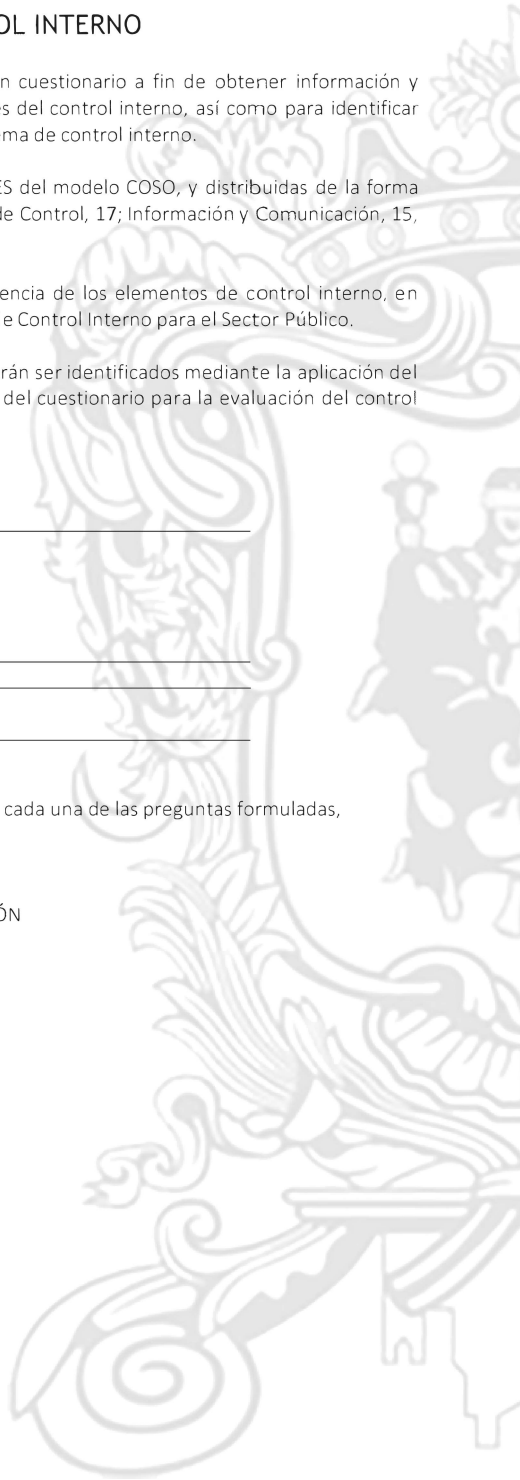 OL INTERNO
n cuestionario a fin de obtener información y
es del control interno, así como para identificar
ma de control interno.
ES del modelo COSO, y distribuidas de la forma
de Control, 17; Información y Comunicación, 15,
encia de los elementos de control interno, en
e Control Interno para el Sector Público.
rán ser identificados mediante la aplicación del
del cuestionario para la evaluación del control
cada una de las preguntas formuladas,
ÓN